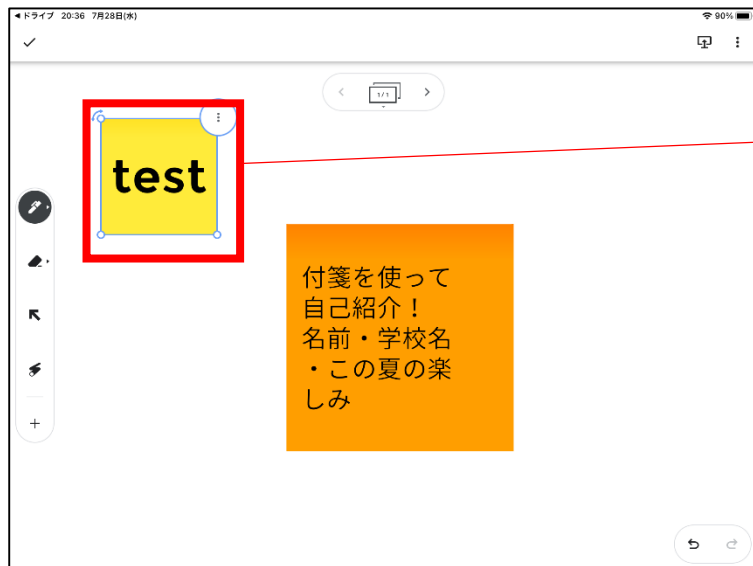 ◀ドライブ 20:36 7月28日(水) 90%
1/1
test
付箋を使って
自己紹介！
名前・学校名
・この夏の楽
しみ